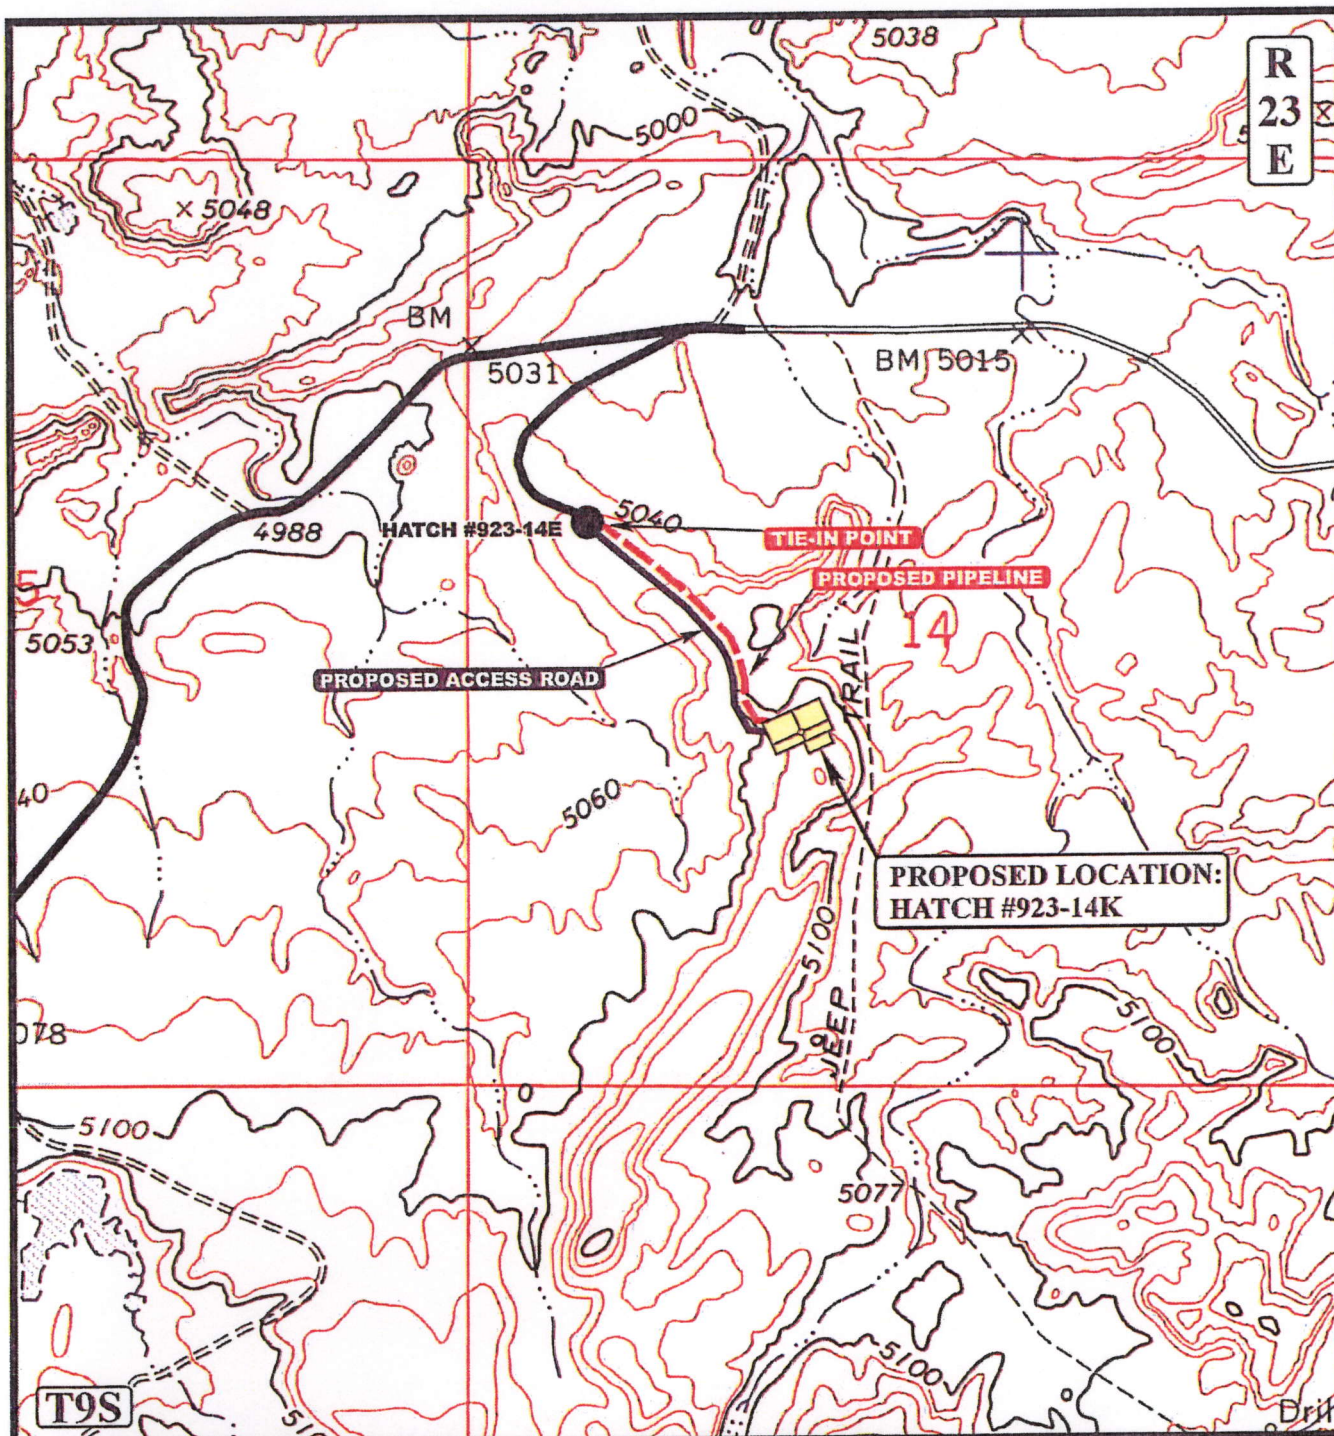 5038
R
23
E
5000
× 5048
BM
5031
BM 5015
5040
HATCH #923-14E
TIE-IN POINT
4988
PROPOSED PIPELINE
5
14
5053
PROPOSED ACCESS ROAD
TRAIL
40
5060
PROPOSED LOCATION:
HATCH #923-14K
5100
JEEP
5100
078
5100
5077
5100
T9S